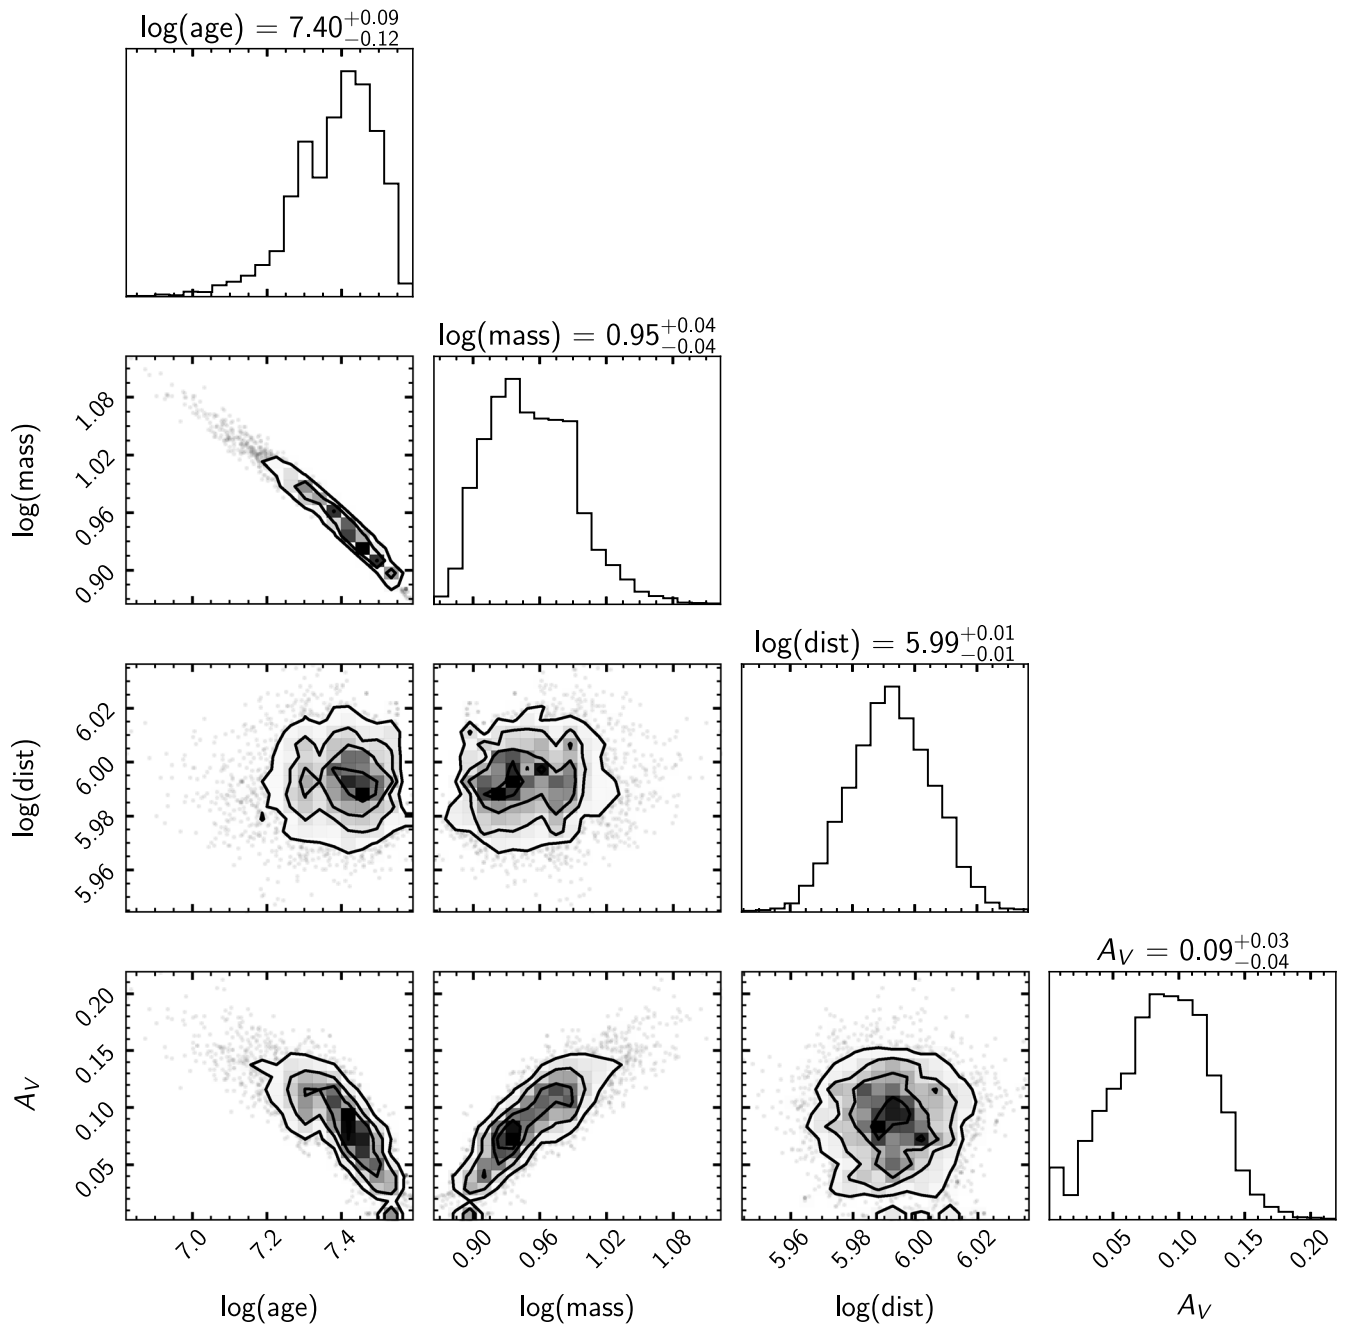 log(age) = 7.40^{+0.09}_{-0.12}
log(mass) = 0.95^{+0.04}_{-0.04}
log(mass)
1.08
1.02
0.96
0.90
log(dist) = 5.99^{+0.01}_{-0.01}
log(dist)
6.02
6.00
5.98
5.96
A_V = 0.09^{+0.03}_{-0.04}
A_V
0.20
0.15
0.10
0.05
7.0 7.2 7.4 0.90 0.96 1.02 1.08 5.96 5.98 6.00 6.02 0.05 0.10 0.15 0.20
log(age) log(mass) log(dist) A_V